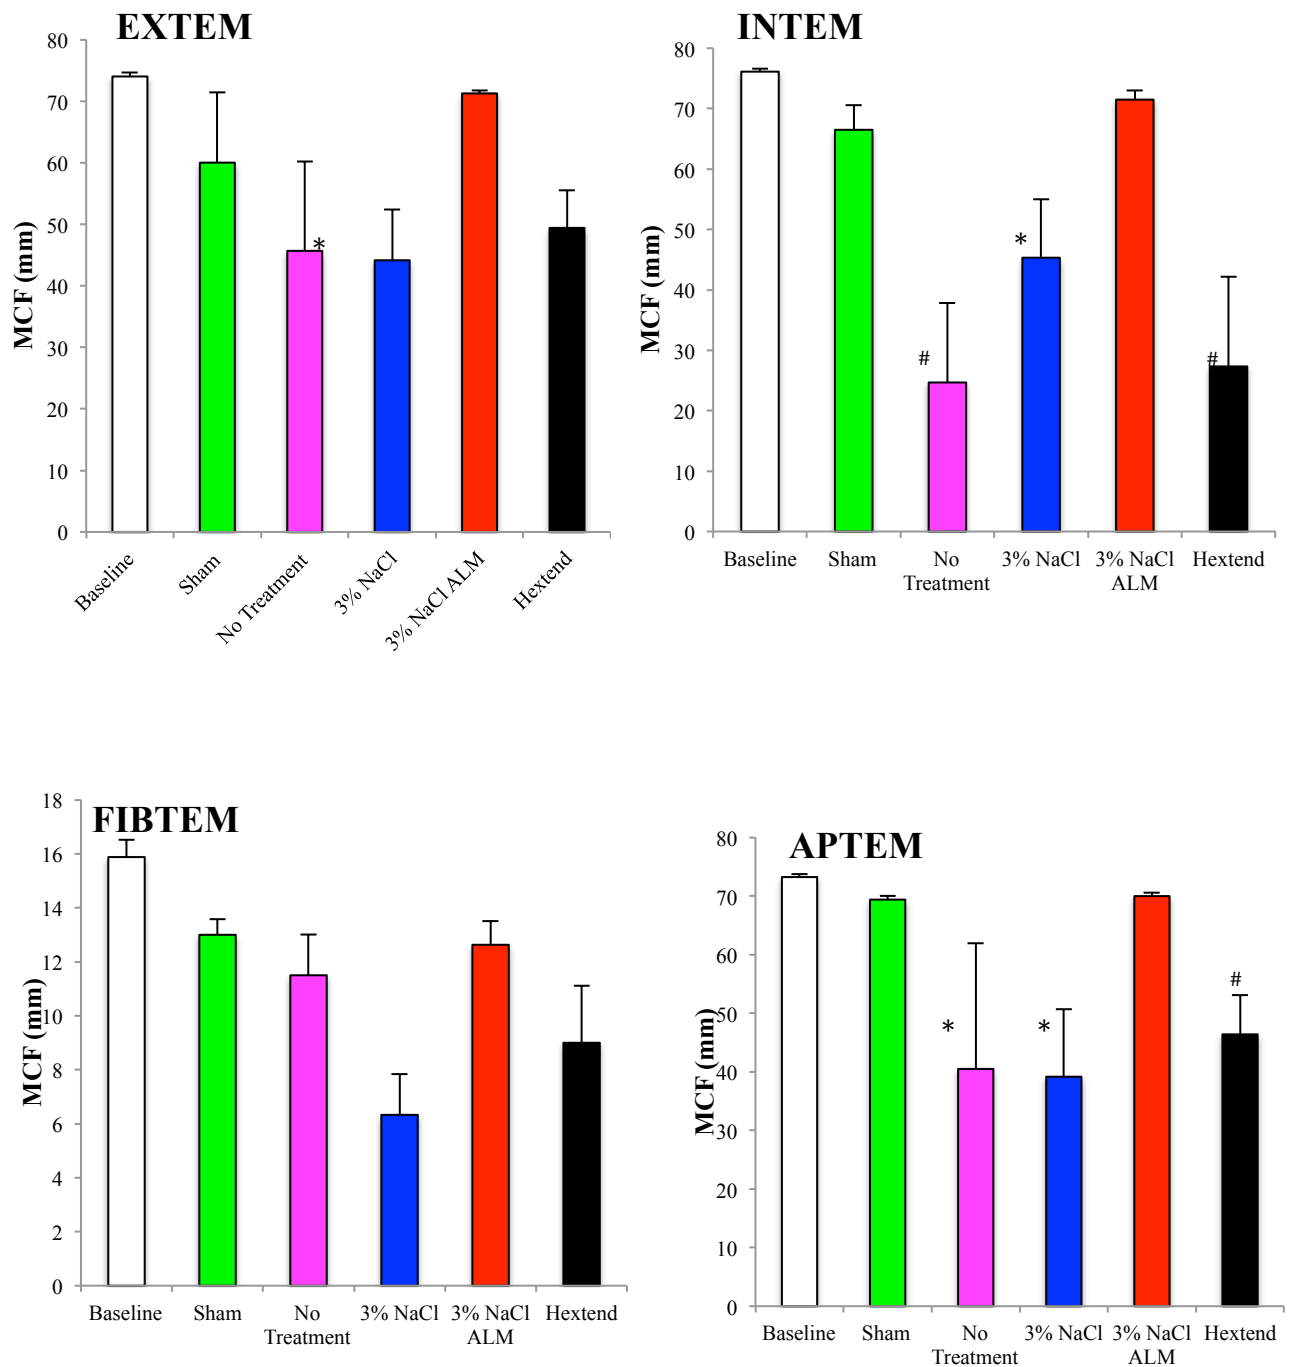 EXTEM
80
70
60
50
40
30
20
10
0
MCF (mm)
*
Baseline
Sham
No Treatment
3% NaCl
3% NaCl ALM
Hextend
INTEM
80
70
60
50
40
30
20
10
0
MCF (mm)
#
*
#
Baseline
Sham
No
Treatment
3% NaCl
3% NaCl
ALM
Hextend
FIBTEM
18
16
14
12
10
8
6
4
2
0
MCF (mm)
Baseline
Sham
No
Treatment
3% NaCl
3% NaCl
ALM
Hextend
APTEM
80
70
60
50
40
30
20
10
0
MCF (mm)
*
*
#
Baseline
Sham
No
Treatment
3% NaCl
3% NaCl
ALM
Hextend